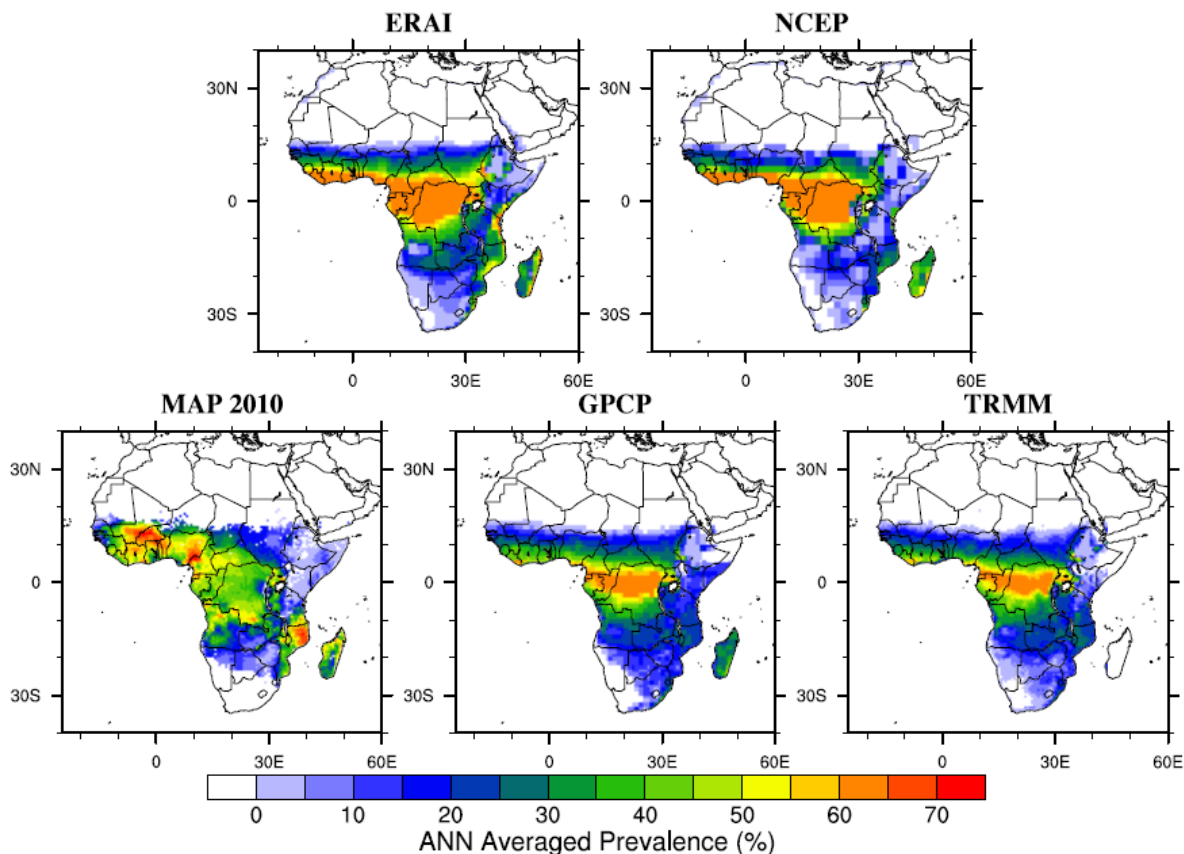 ERAI NCEP
30N 30N
0 0
30S 30S
0 30E 60E 0 30E 60E
MAP 2010 GPCP TRMM
30N 30N 30N
0 0 0
30S 30S 30S
0 30E 60E 0 30E 60E 0 30E 60E
0 10 20 30 40 50 60 70
ANN Averaged Prevalence (%)